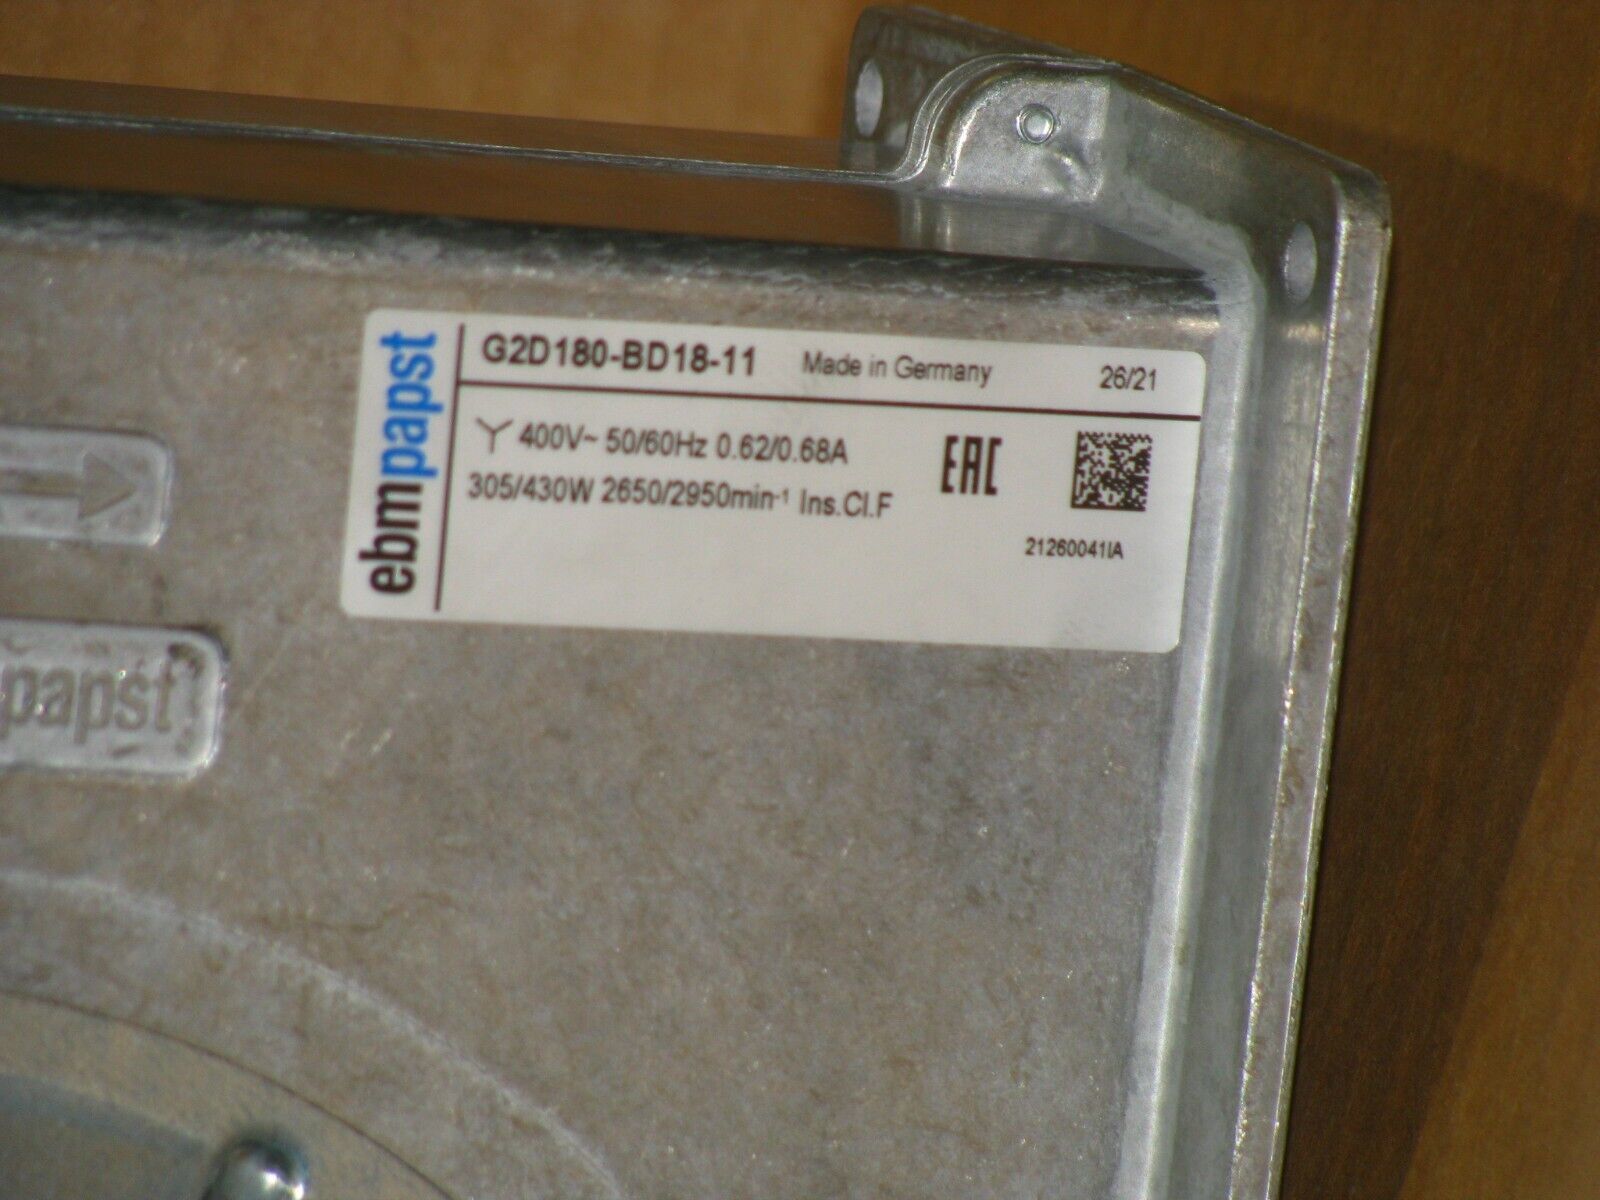 ebmpapst
G2D180-BD18-11 Made in Germany 26/21
400V~ 50/60Hz 0.62/0.68A
305/430W 2650/2950min⁻¹ Ins.Cl.F
EAC
21260041IA
papst